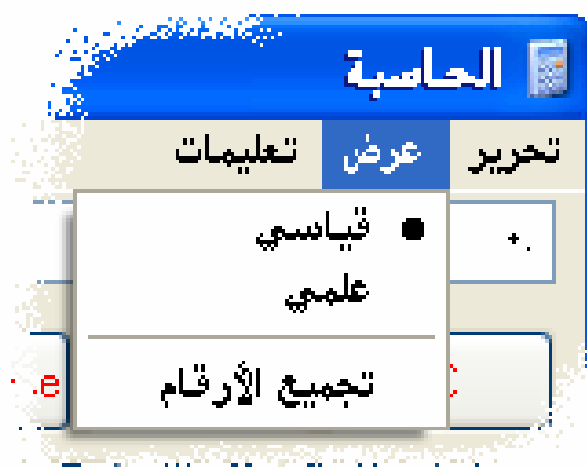 الحاسبة
تحرير عرض تعليمات
قياسي
علمي
تجميع الأرقام